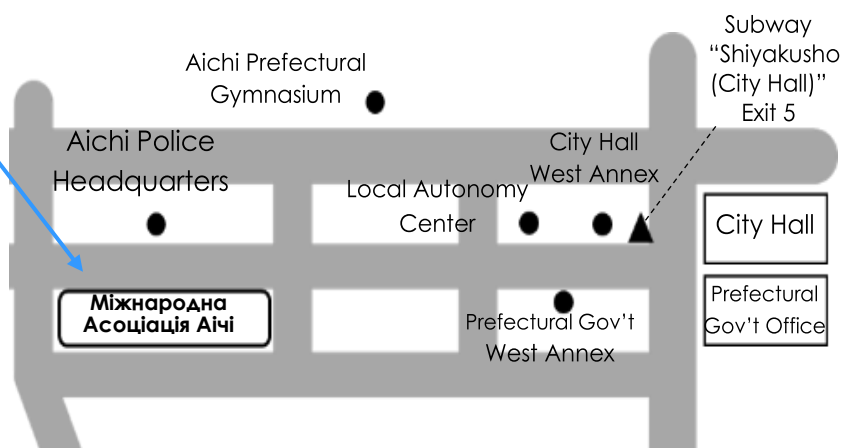 Subway
“Shiyakusho
(City Hall)”
Exit 5
Aichi Prefectural
Gymnasium
Aichi Police
Headquarters
City Hall
West Annex
Local Autonomy
Center
City Hall
Prefectural
Gov’t Office
Міжнародна
Асоціація Аічі
Prefectural Gov’t
West Annex